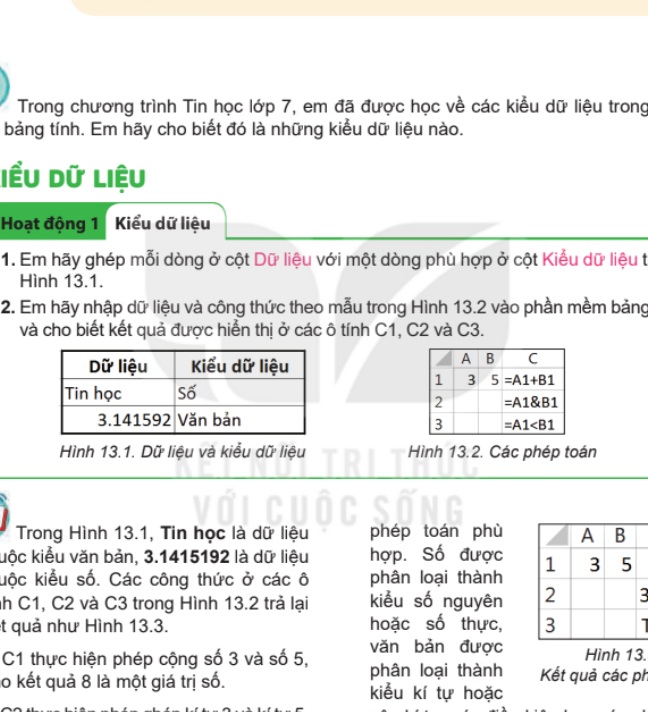 Trong chương trình Tin học lớp 7, em đã được học về các kiểu dữ liệu trong
bảng tính. Em hãy cho biết đó là những kiểu dữ liệu nào.
IỂU DỮ LIỆU
Hoạt động 1 Kiểu dữ liệu
1. Em hãy ghép mỗi dòng ở cột Dữ liệu với một dòng phù hợp ở cột Kiểu dữ liệu t
Hình 13.1.
2. Em hãy nhập dữ liệu và công thức theo mẫu trong Hình 13.2 vào phần mềm bảng
và cho biết kết quả được hiển thị ở các ô tính C1, C2 và C3.
Dữ liệu Kiểu dữ liệu
Tin học Số
3.141592 Văn bản
Hình 13.1. Dữ liệu và kiểu dữ liệu
A B C
1 3 5 =A1+B1
2 =A1&B1
3 =A1<B1
Hình 13.2. Các phép toán
KẾT NỐI TRI THỨC
VỚI CUỘC SỐNG
Trong Hình 13.1, Tin học là dữ liệu
uộc kiểu văn bản, 3.1415192 là dữ liệu
uộc kiểu số. Các công thức ở các ô
h C1, C2 và C3 trong Hình 13.2 trả lại
t quả như Hình 13.3.
C1 thực hiện phép cộng số 3 và số 5,
o kết quả 8 là một giá trị số.
phép toán phù
hợp. Số được
phân loại thành
kiểu số nguyên
hoặc số thực,
văn bản được
phân loại thành
kiểu kí tự hoặc
A B
1 3 5
2 3
3
Hình 13.
Kết quả các ph